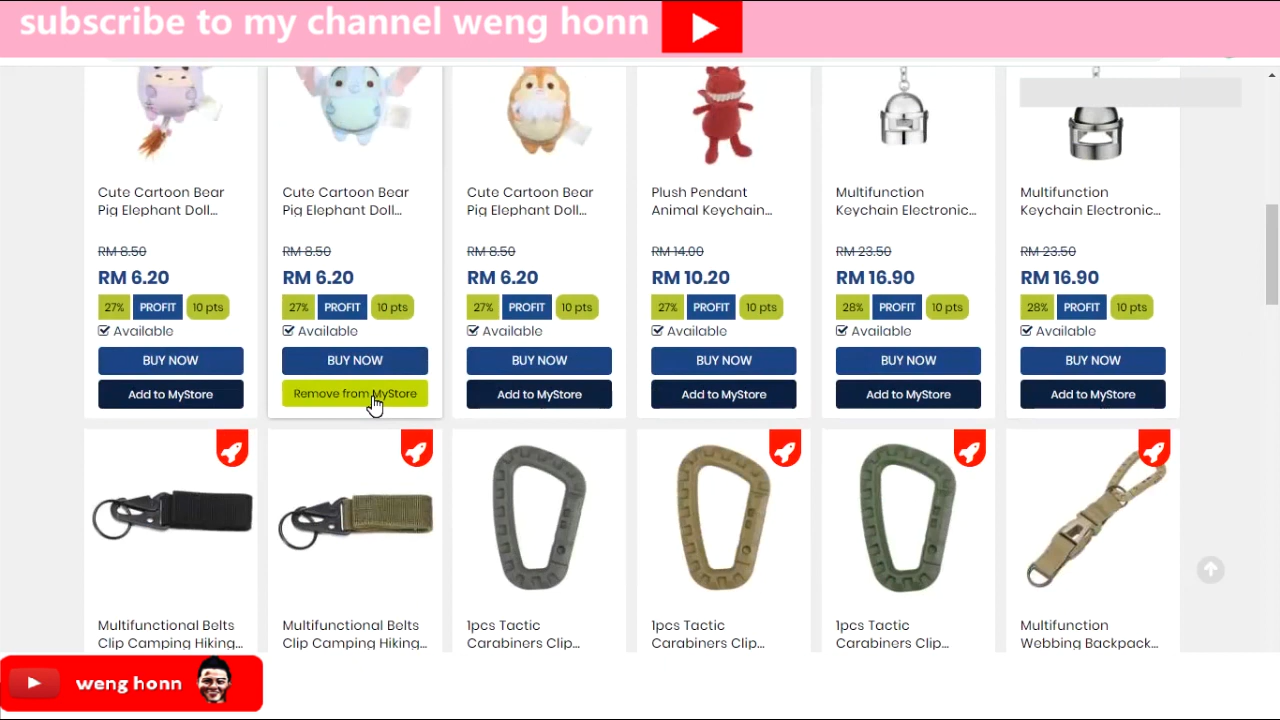 subscribe to my channel weng honn
Cute Cartoon Bear
Pig Elephant Doll...
RM 8.50
RM 6.20
27% PROFIT 10 pts
Available
BUY NOW
Add to MyStore
Cute Cartoon Bear
Pig Elephant Doll...
RM 8.50
RM 6.20
27% PROFIT 10 pts
Available
BUY NOW
Remove from MyStore
Cute Cartoon Bear
Pig Elephant Doll...
RM 8.50
RM 6.20
27% PROFIT 10 pts
Available
BUY NOW
Add to MyStore
Plush Pendant
Animal Keychain...
RM 14.00
RM 10.20
27% PROFIT 10 pts
Available
BUY NOW
Add to MyStore
Multifunction
Keychain Electronic...
RM 23.50
RM 16.90
28% PROFIT 10 pts
Available
BUY NOW
Add to MyStore
Multifunction
Keychain Electronic...
RM 23.50
RM 16.90
28% PROFIT 10 pts
Available
BUY NOW
Add to MyStore
Multifunctional Belts
Clip Camping Hiking...
Multifunctional Belts
Clip Camping Hiking...
1pcs Tactic
Carabiners Clip...
1pcs Tactic
Carabiners Clip...
1pcs Tactic
Carabiners Clip...
Multifunction
Webbing Backpack...
weng honn